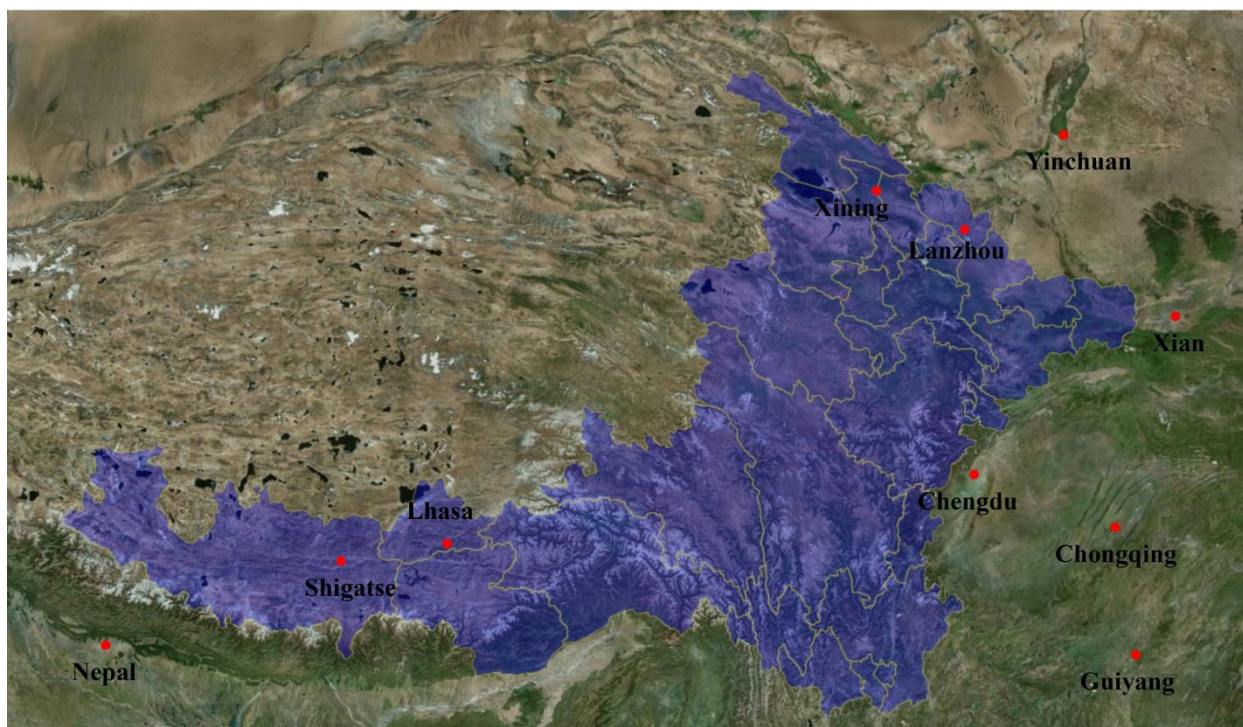 Yinchuan
Xining
Lanzhou
Xian
Chengdu
Lhasa
Chongqing
Shigatse
Nepal
Guiyang